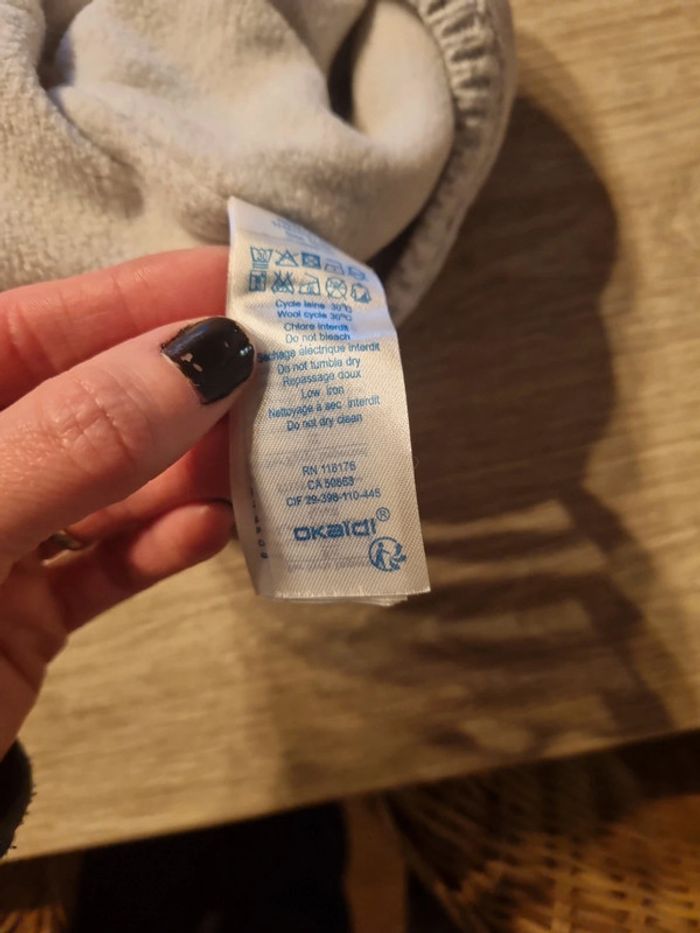 Cycle laine 30°C
Wool cycle 30°C
Chlore interdit
Do not bleach
Séchage électrique interdit
Do not tumble dry
Repassage doux
Low iron
Nettoyage à sec interdit
Do not dry clean
RN 118176
CA 50863
CIF 29-398-110-445
OKAÏDI®